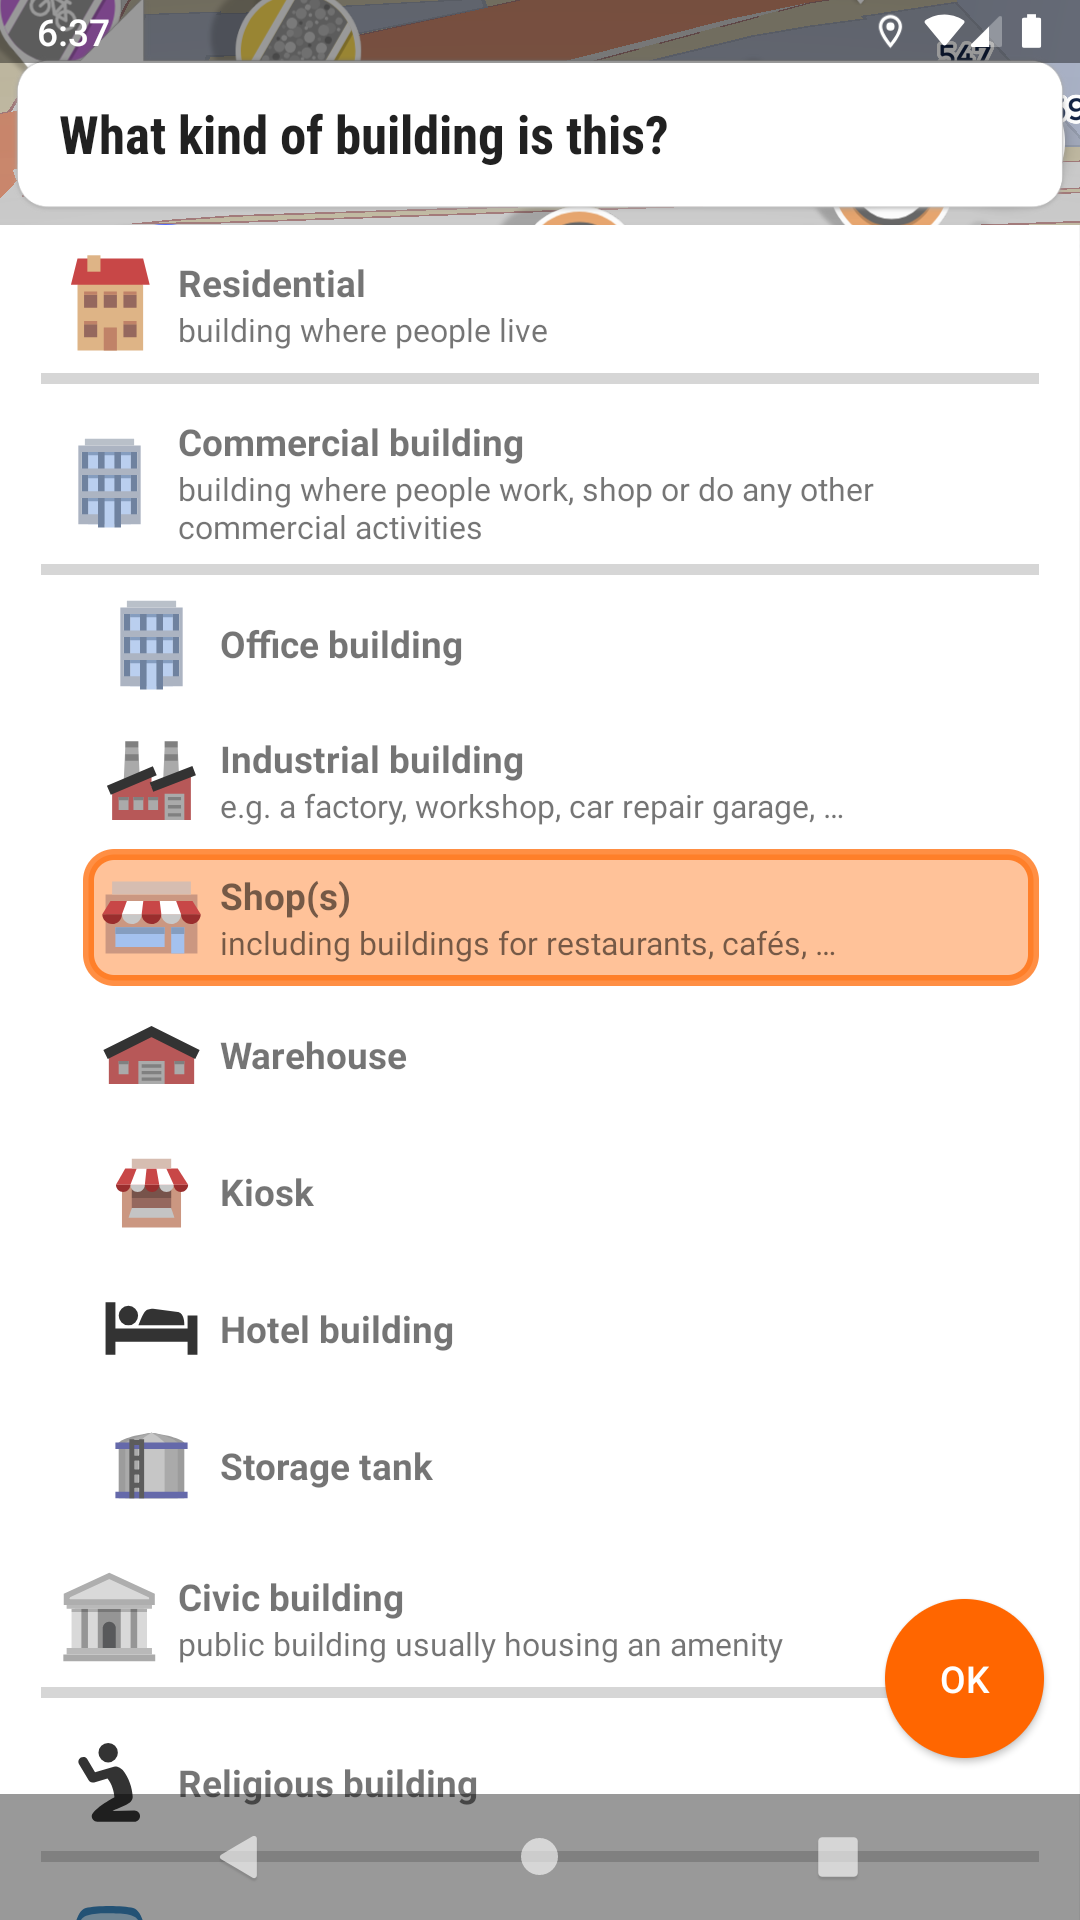 6:37
547
What kind of building is this?
Residential
building where people live
Commercial building
building where people work, shop or do any other
commercial activities
Office building
Industrial building
e.g. a factory, workshop, car repair garage, …
Shop(s)
including buildings for restaurants, cafés, …
Warehouse
Kiosk
Hotel building
Storage tank
Civic building
public building usually housing an amenity
OK
Religious building